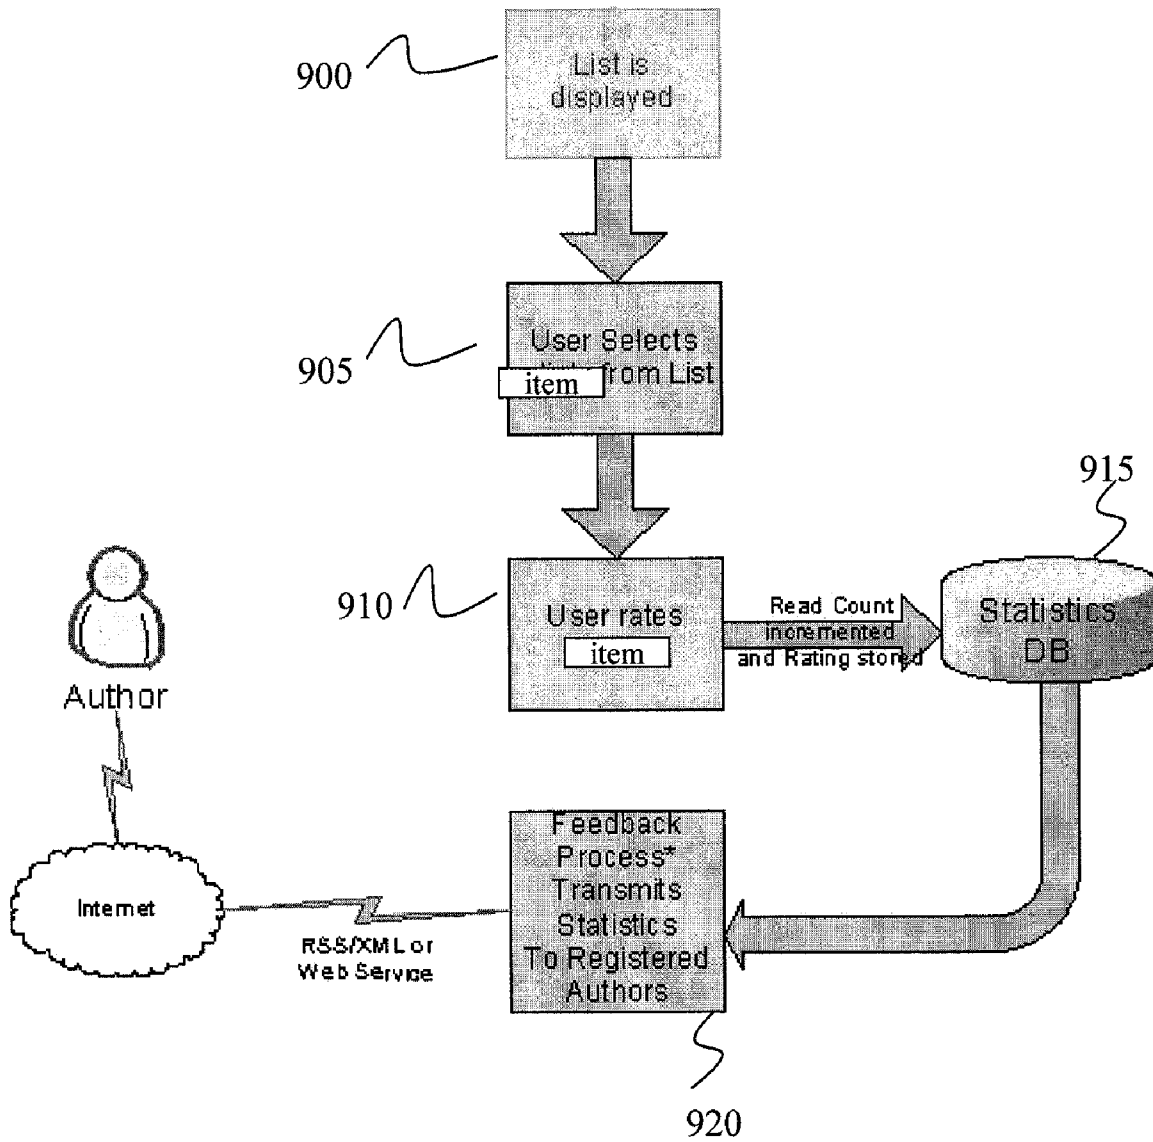 900
List is
displayed
905
User Selects
item from List
915
910
User rates
item
Read Count
incremented
and Rating stored
Statistics
DB
Author
Feedback
Process*
Transmits
Statistics
To Registered
Authors
Internet
RSS/XML or
Web Service
920